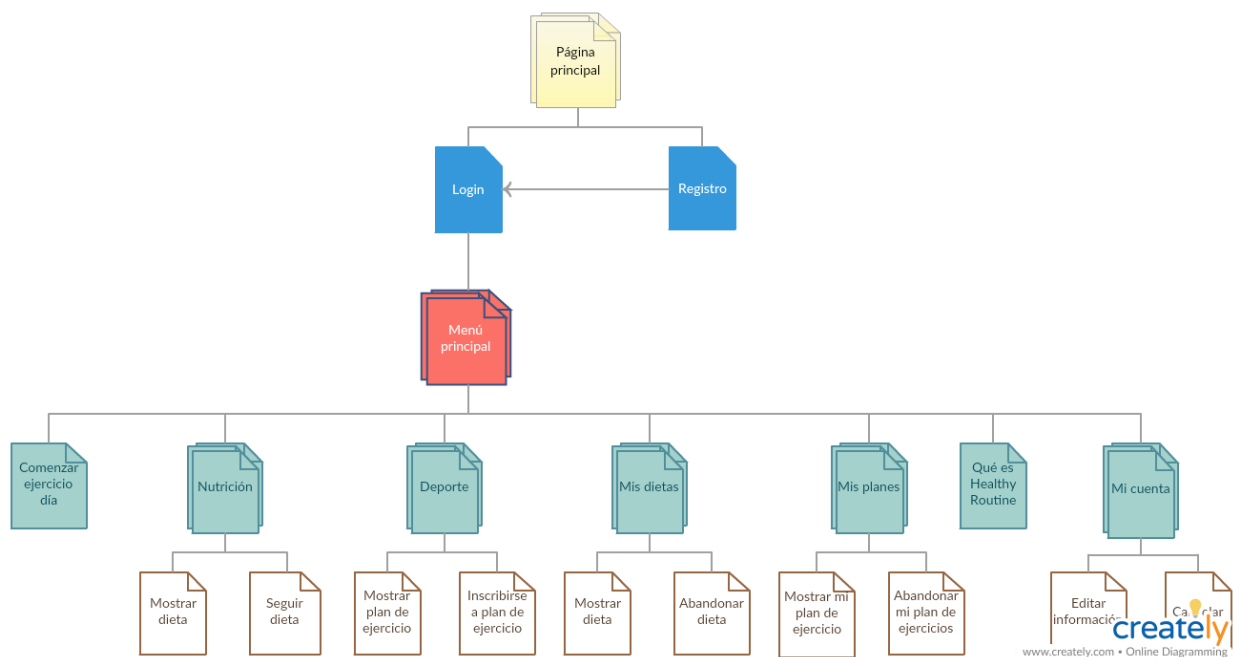 Página
principal
Login
Registro
Menú
principal
Comenzar
ejercicio
día
Nutrición
Deporte
Mis dietas
Mis planes
Qué es
Healthy
Routine
Mi cuenta
Mostrar
dieta
Seguir
dieta
Mostrar
plan de
ejercicio
Inscribirse
a plan de
ejercicio
Mostrar
dieta
Abandonar
dieta
Mostrar mi
plan de
ejercicio
Abandonar
mi plan de
ejercicios
Editar
información
creately
www.creately.com • Online Diagramming